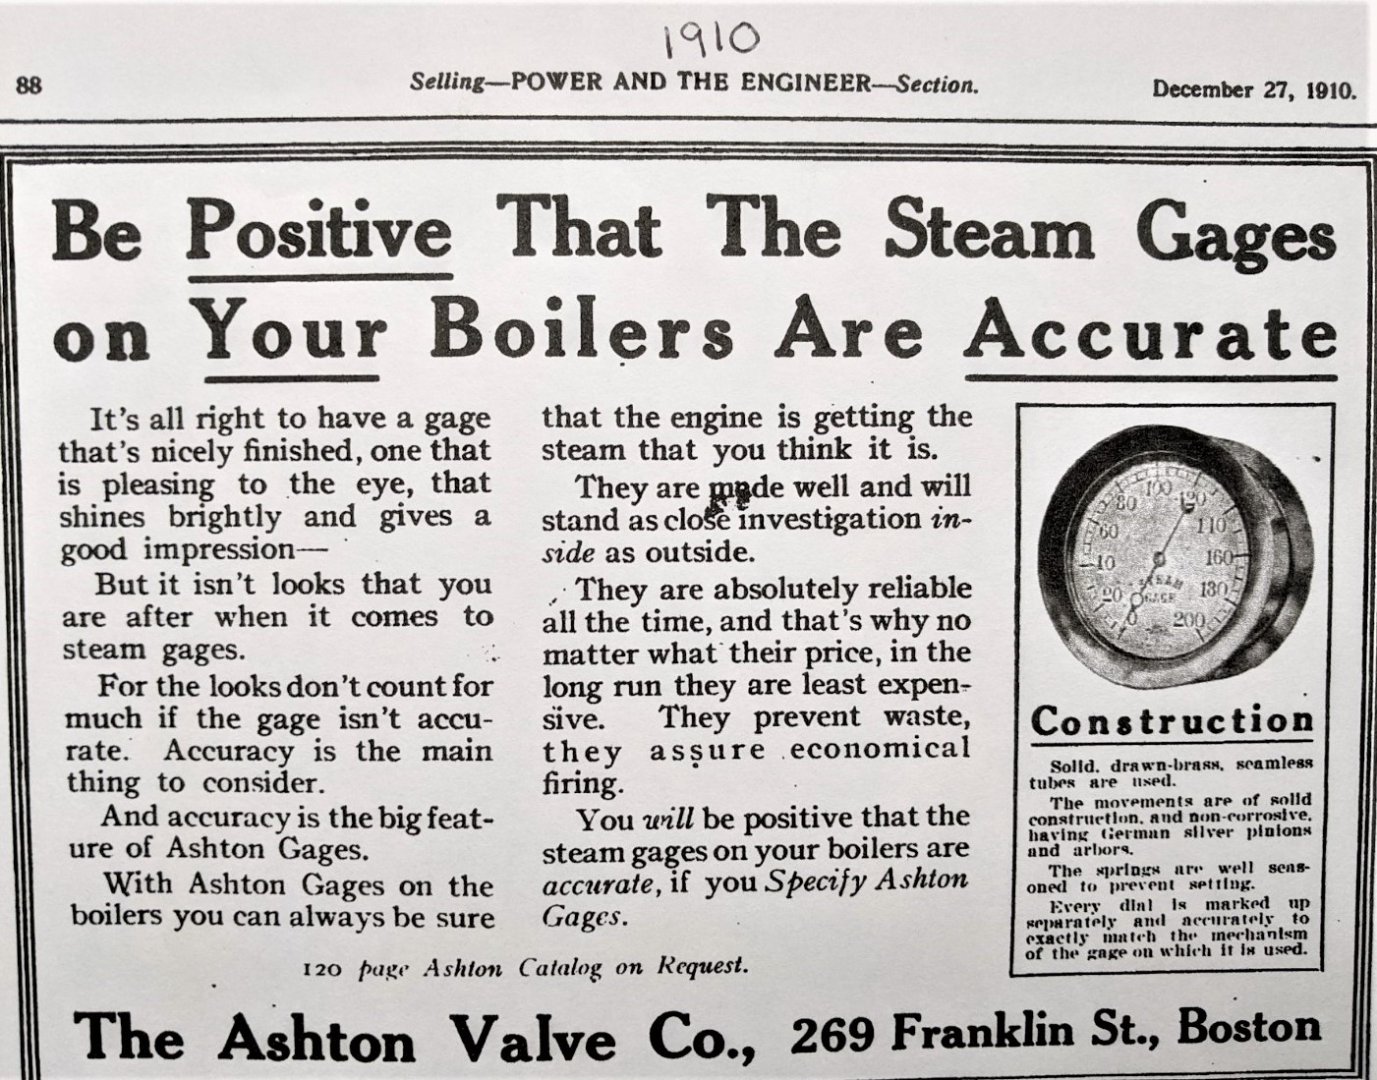 1910
88
Selling—POWER AND THE ENGINEER—Section.
December 27, 1910.
Be Positive That The Steam Gages
on Your Boilers Are Accurate
It's all right to have a gage
that's nicely finished, one that
is pleasing to the eye, that
shines brightly and gives a
good impression—
But it isn't looks that you
are after when it comes to
steam gages.
For the looks don't count for
much if the gage isn't accu-
rate. Accuracy is the main
thing to consider.
And accuracy is the big feat-
ure of Ashton Gages.
With Ashton Gages on the
boilers you can always be sure
that the engine is getting the
steam that you think it is.
They are made well and will
stand as close investigation in-
side as outside.
They are absolutely reliable
all the time, and that's why no
matter what their price, in the
long run they are least expen-
sive. They prevent waste,
they assure economical
firing.
You will be positive that the
steam gages on your boilers are
accurate, if you Specify Ashton
Gages.
80
100
120
60
STEAM
GAGE
20
0
200
160
Construction
Solid, drawn-brass, seamless
tubes are used.
The movements are of solid
construction, and non-corrosive,
having German silver pinions
and arbors.
The springs are well seas-
oned to prevent setting.
Every dial is marked up
separately and accurately to
exactly match the mechanism
of the gage on which it is used.
120 page Ashton Catalog on Request.
The Ashton Valve Co., 269 Franklin St., Boston